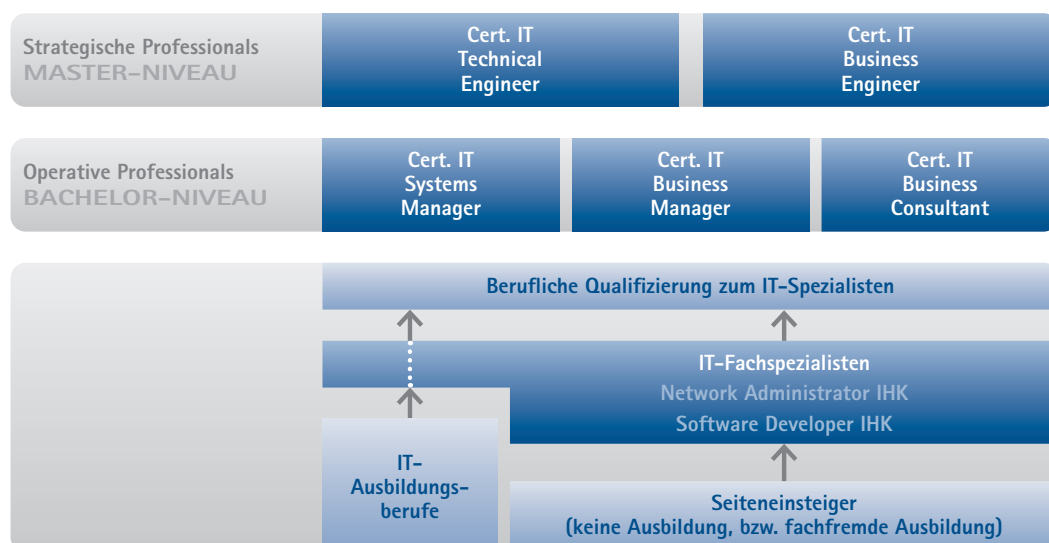 Strategische Professionals
MASTER-NIVEAU
Cert. IT
Technical
Engineer
Cert. IT
Business
Engineer
Operative Professionals
BACHELOR-NIVEAU
Cert. IT
Systems
Manager
Cert. IT
Business
Manager
Cert. IT
Business
Consultant
Berufliche Qualifizierung zum IT-Spezialisten
IT-Fachspezialisten
Network Administrator IHK
Software Developer IHK
IT-
Ausbildungs-
berufe
Seiteneinsteiger
(keine Ausbildung, bzw. fachfremde Ausbildung)